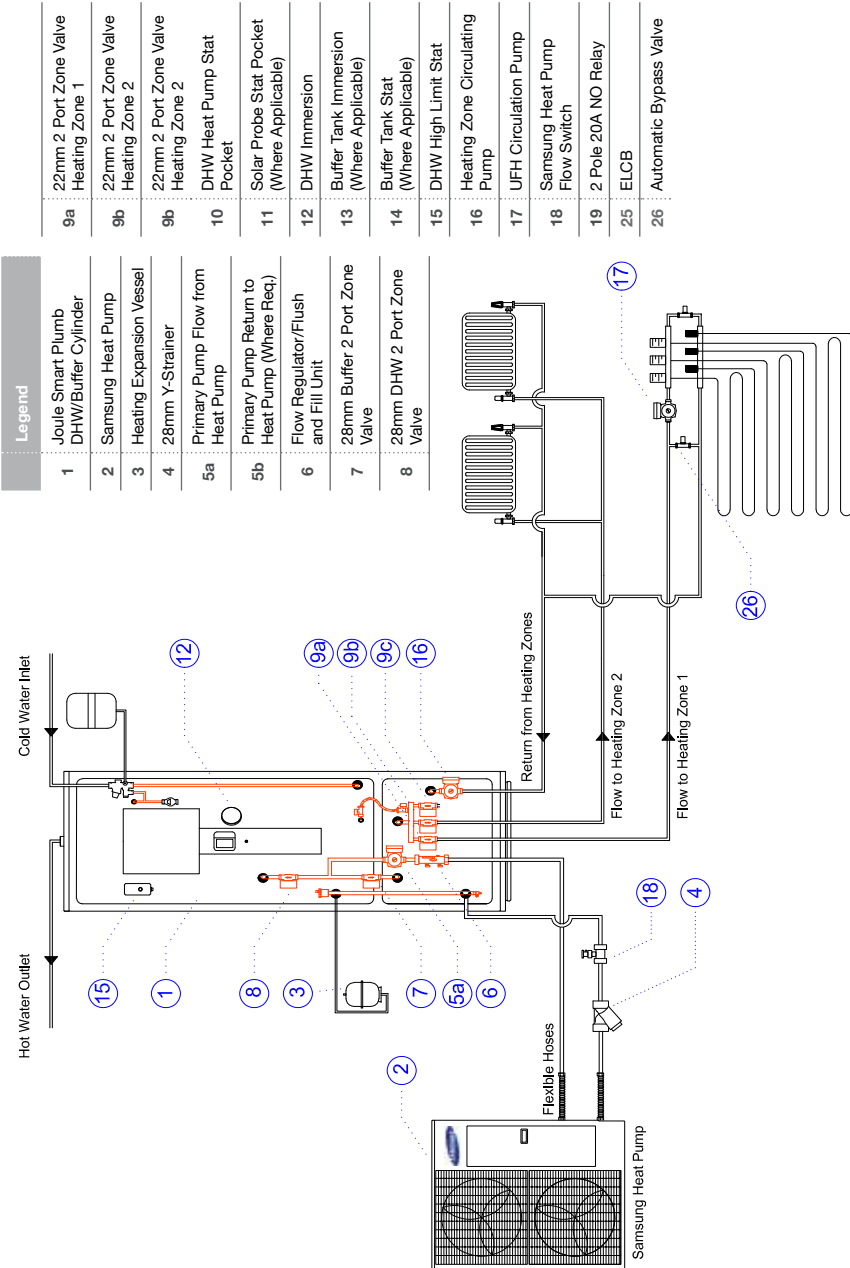 Legend
1 Joule Smart Plumb
DHW/Buffer Cylinder
2 Samsung Heat Pump
3 Heating Expansion Vessel
4 28mm Y-Strainer
5a Primary Pump Flow from
Heat Pump
5b Primary Pump Return to
Heat Pump (Where Req.)
6 Flow Regulator/Flush
and Fill Unit
7 28mm Buffer 2 Port Zone
Valve
8 28mm DHW 2 Port Zone
Valve
9a 22mm 2 Port Zone Valve
Heating Zone 1
9b 22mm 2 Port Zone Valve
Heating Zone 2
9b 22mm 2 Port Zone Valve
Heating Zone 2
10 DHW Heat Pump Stat
Pocket
11 Solar Probe Stat Pocket
(Where Applicable)
12 DHW Immersion
13 Buffer Tank Immersion
(Where Applicable)
14 Buffer Tank Stat
(Where Applicable)
15 DHW High Limit Stat
16 Heating Zone Circulating
Pump
17 UFH Circulation Pump
18 Samsung Heat Pump
Flow Switch
19 2 Pole 20A NO Relay
25 ELCB
26 Automatic Bypass Valve
Hot Water Outlet
Cold Water Inlet
15
1
8
3
7
5a
6
12
9a
9b
9c
16
2
18
4
17
26
Flexible Hoses
Samsung Heat Pump
Return from Heating Zones
Flow to Heating Zone 2
Flow to Heating Zone 1